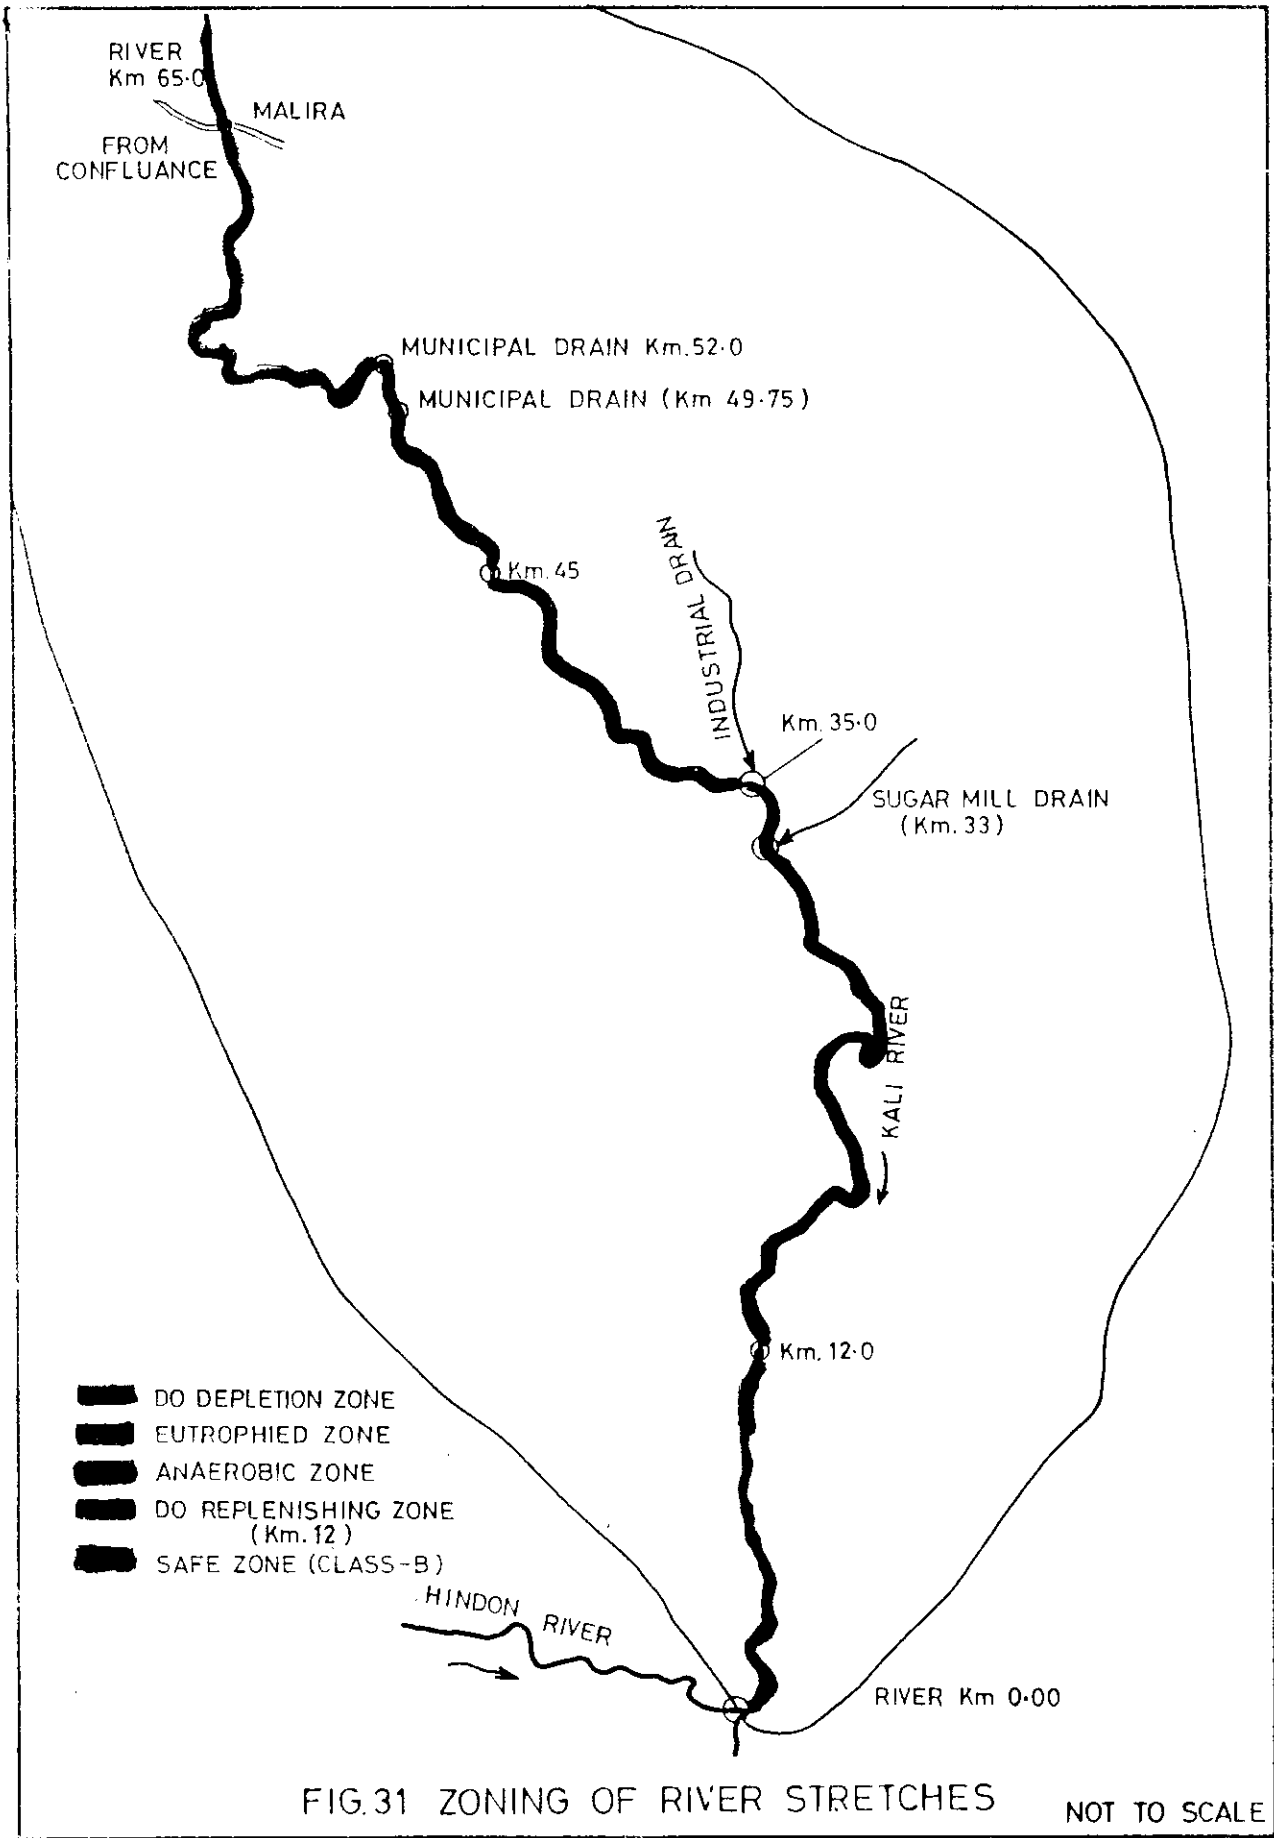 RIVER
Km 65·0
MALIRA
FROM
CONFLUANCE
MUNICIPAL DRAIN Km.52·0
MUNICIPAL DRAIN (Km 49·75)
Km.45
INDUSTRIAL DRAIN
Km.35·0
SUGAR MILL DRAIN
(Km.33)
KALI RIVER
Km.12·0
DO DEPLETION ZONE
EUTROPHIED ZONE
ANAEROBIC ZONE
DO REPLENISHING ZONE
(Km.12)
SAFE ZONE (CLASS-B)
HINDON RIVER
RIVER Km 0·00
FIG.31 ZONING OF RIVER STRETCHES
NOT TO SCALE